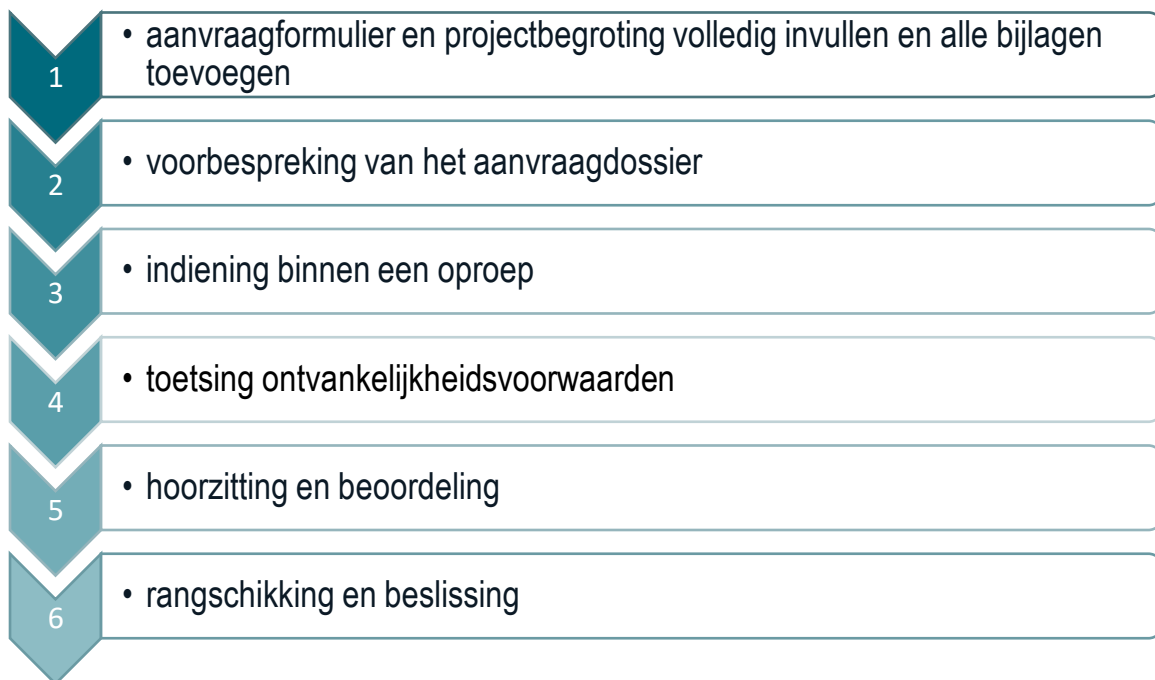 1
• aanvraagformulier en projectbegroting volledig invullen en alle bijlagen
toevoegen
2
• voorbespreking van het aanvraagdossier
3
• indiening binnen een oproep
4
• toetsing ontvankelijkheidsvoorwaarden
5
• hoorzitting en beoordeling
6
• rangschikking en beslissing